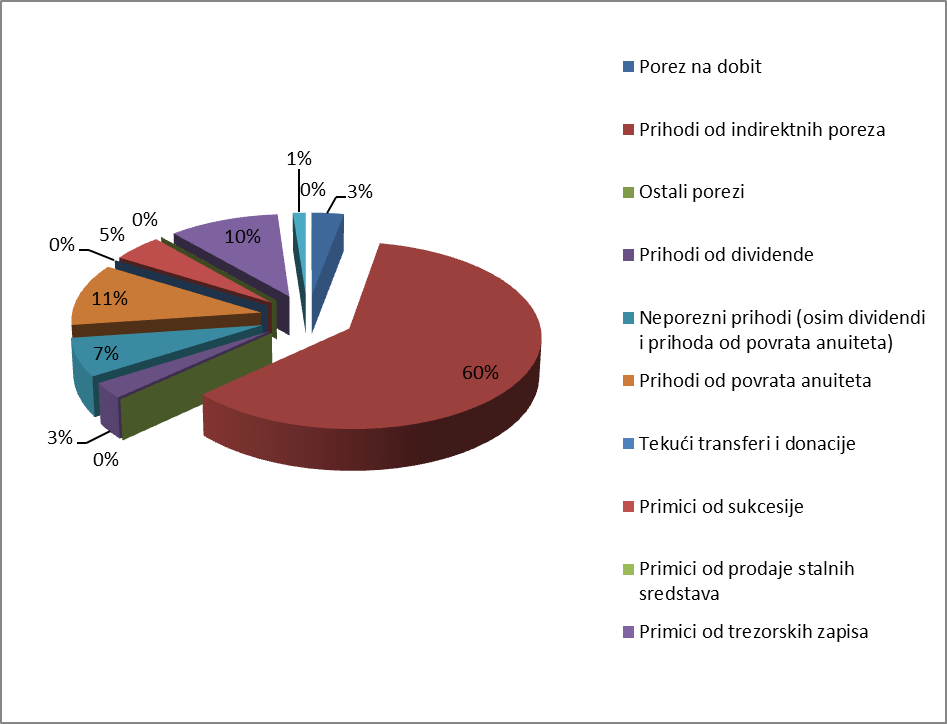 1%
0%
3%
0%
5%
0%
10%
11%
7%
60%
3%
0%
Porez na dobit
Prihodi od indirektnih poreza
Ostali porezi
Prihodi od dividende
Neporezni prihodi (osim dividendi
i prihoda od povrata anuiteta)
Prihodi od povrata anuiteta
Tekući transferi i donacije
Primici od sukcesije
Primici od prodaje stalnih
sredstava
Primici od trezorskih zapisa